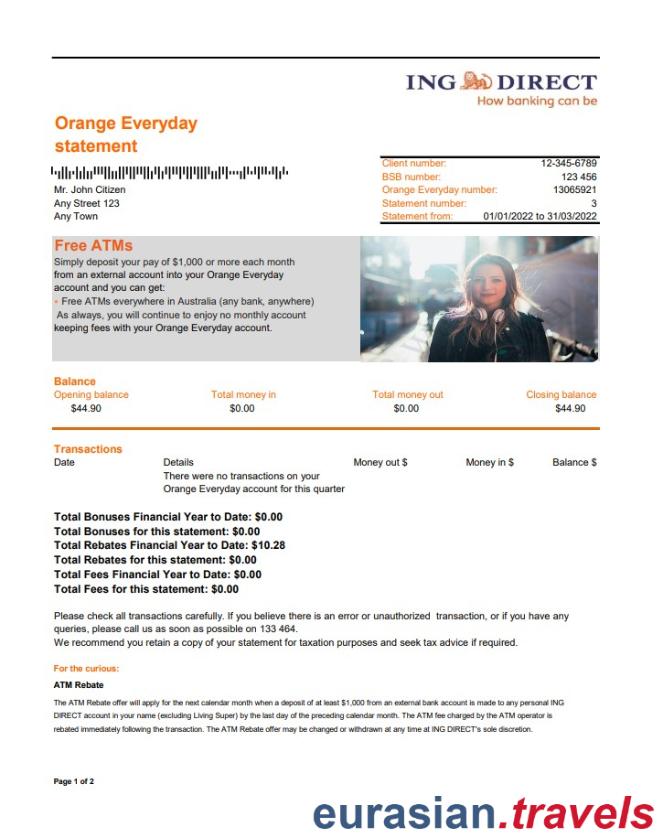 ING DIRECT
How banking can be
Orange Everyday
statement
Mr. John Citizen
Any Street 123
Any Town
Client number: 12-345-6789
BSB number: 123 456
Orange Everyday number: 13065921
Statement number: 3
Statement from: 01/01/2022 to 31/03/2022
Free ATMs
Simply deposit your pay of $1,000 or more each month
from an external account into your Orange Everyday
account and you can get:
• Free ATMs everywhere in Australia (any bank, anywhere)
As always, you will continue to enjoy no monthly account
keeping fees with your Orange Everyday account.
Balance
Opening balance Total money in Total money out Closing balance
$44.90 $0.00 $0.00 $44.90
Transactions
Date Details Money out $ Money in $ Balance $
There were no transactions on your
Orange Everyday account for this quarter
Total Bonuses Financial Year to Date: $0.00
Total Bonuses for this statement: $0.00
Total Rebates Financial Year to Date: $10.28
Total Rebates for this statement: $0.00
Total Fees Financial Year to Date: $0.00
Total Fees for this statement: $0.00
Please check all transactions carefully. If you believe there is an error or unauthorized transaction, or if you have any
queries, please call us as soon as possible on 133 464.
We recommend you retain a copy of your statement for taxation purposes and seek tax advice if required.
For the curious:
ATM Rebate
The ATM Rebate offer will apply for the next calendar month when a deposit of at least $1,000 from an external bank account is made to any personal ING
DIRECT account in your name (excluding Living Super) by the last day of the preceding calendar month. The ATM fee charged by the ATM operator is
rebated immediately following the transaction. The ATM Rebate offer may be changed or withdrawn at any time at ING DIRECT's sole discretion.
Page 1 of 2
eurasian.travels